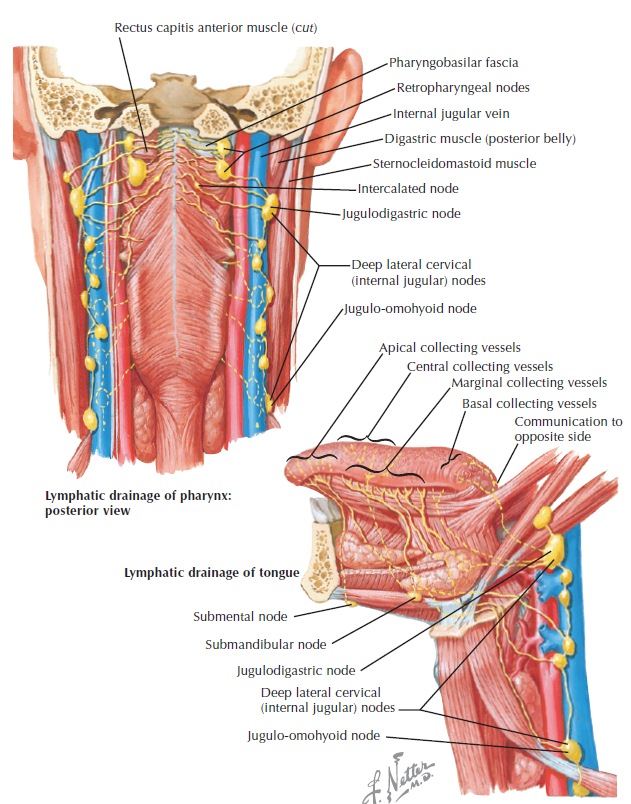 Rectus capitis anterior muscle (cut)
Pharyngobasilar fascia
Retropharyngeal nodes
Internal jugular vein
Digastric muscle (posterior belly)
Sternocleidomastoid muscle
Intercalated node
Jugulodigastric node
Deep lateral cervical
(internal jugular) nodes
Jugulo-omohyoid node
Apical collecting vessels
Central collecting vessels
Marginal collecting vessels
Basal collecting vessels
Communication to
opposite side
Lymphatic drainage of pharynx:
posterior view
Lymphatic drainage of tongue
Submental node
Submandibular node
Jugulodigastric node
Deep lateral cervical
(internal jugular) nodes
Jugulo-omohyoid node
f. Netter
M.D.